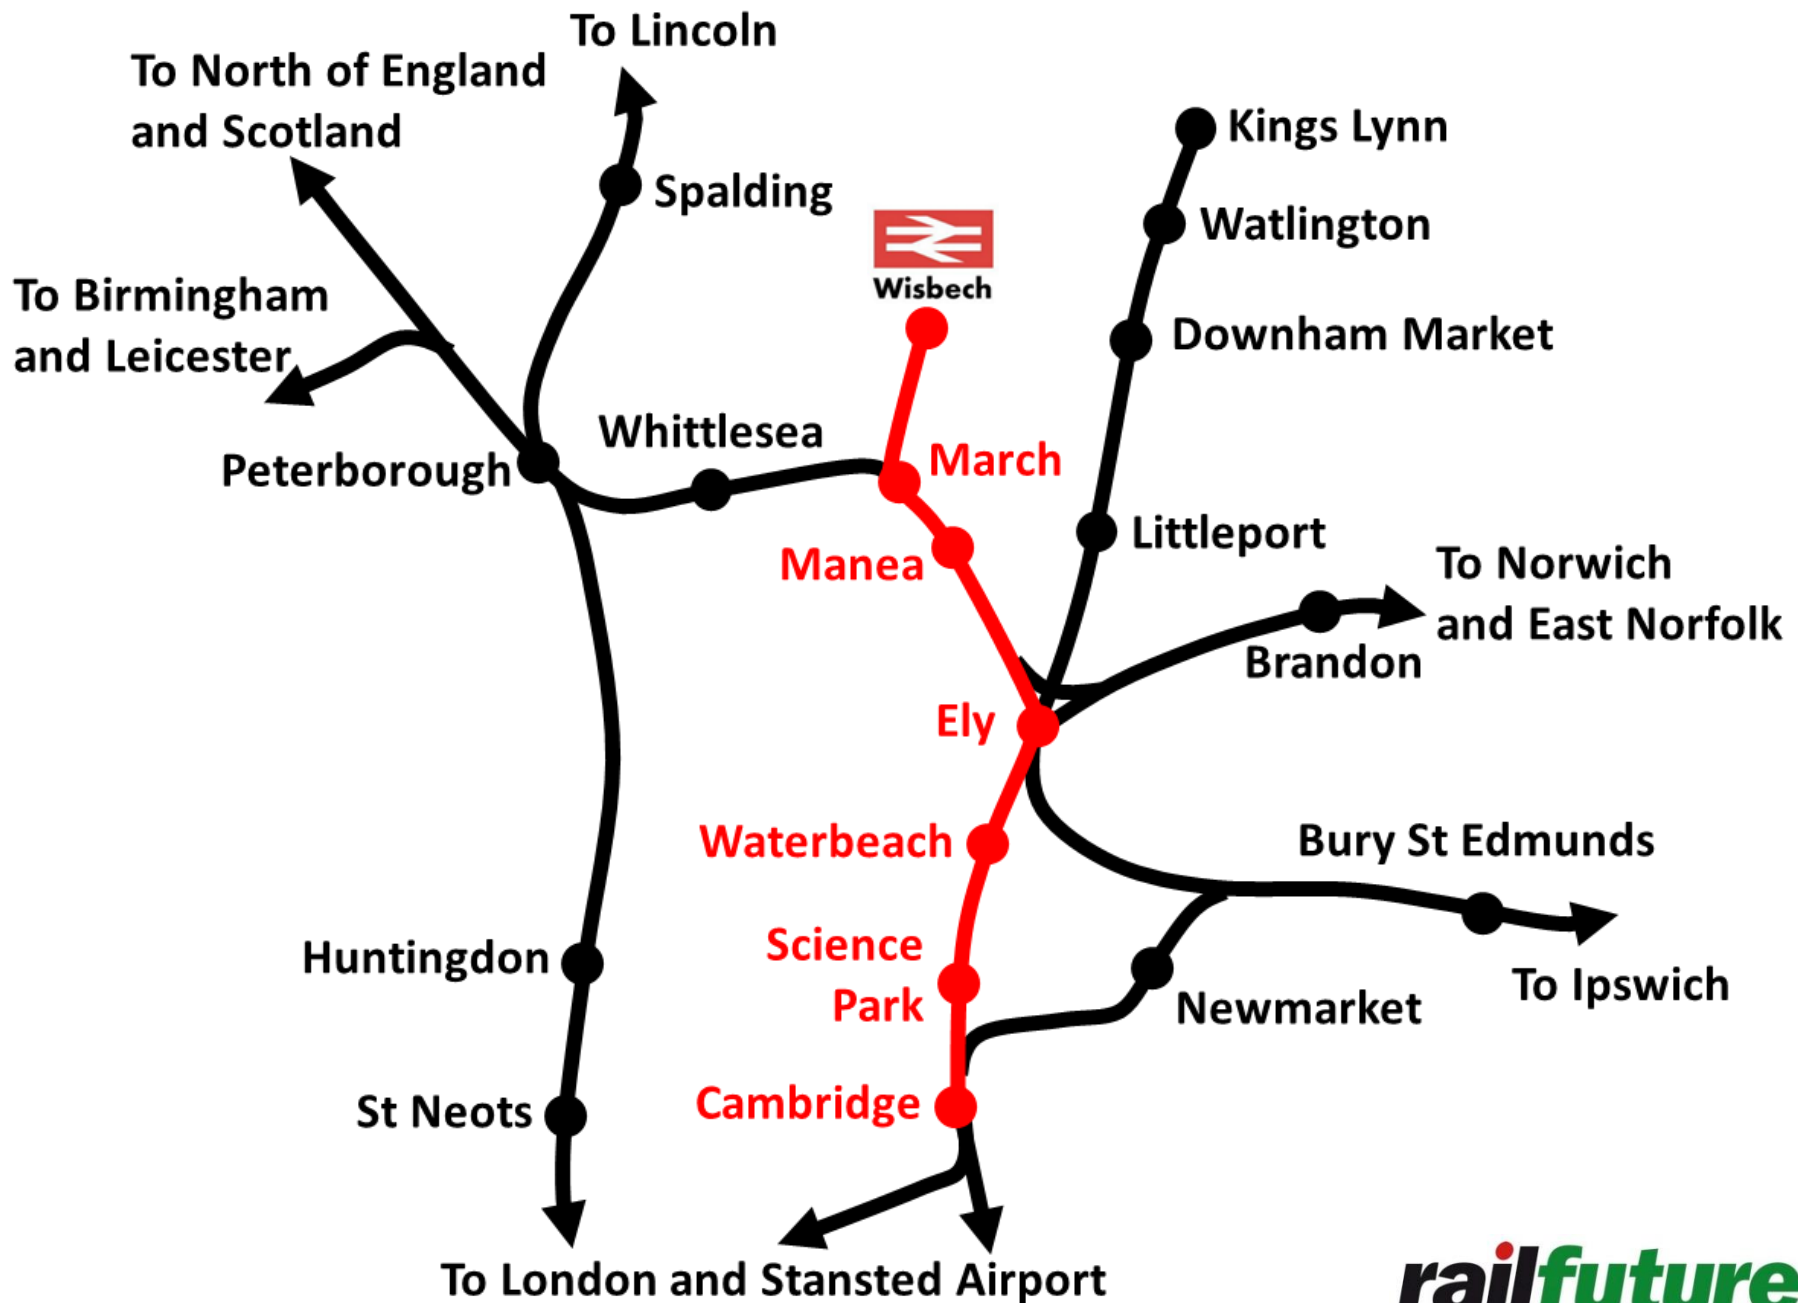 To Lincoln
To North of England
and Scotland
Kings Lynn
Spalding
Watlington
Wisbech
To Birmingham
and Leicester
Downham Market
Whittlesea
March
Peterborough
Littleport
Manea
To Norwich
and East Norfolk
Brandon
Ely
Waterbeach
Bury St Edmunds
Science
Park
Huntingdon
To Ipswich
Newmarket
St Neots
Cambridge
To London and Stansted Airport
railfuture